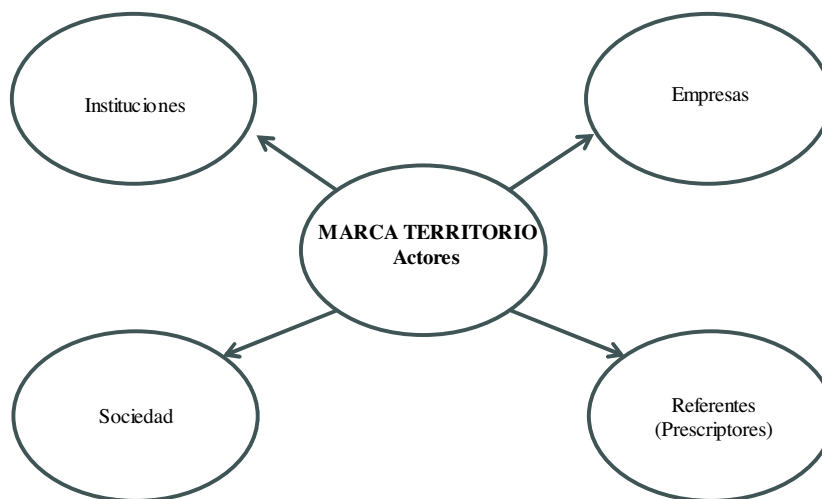 Instituciones
Empresas
MARCA TERRITORIO
Actores
Sociedad
Referentes
(Prescriptores)